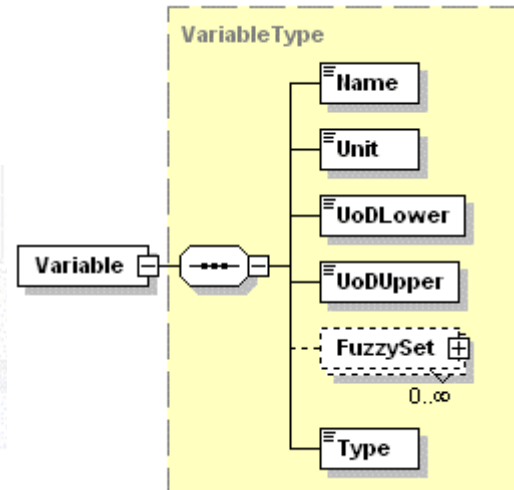 VariableType
Name
Unit
UoDLower
Variable
UoDUpper
FuzzySet
0..∞
Type